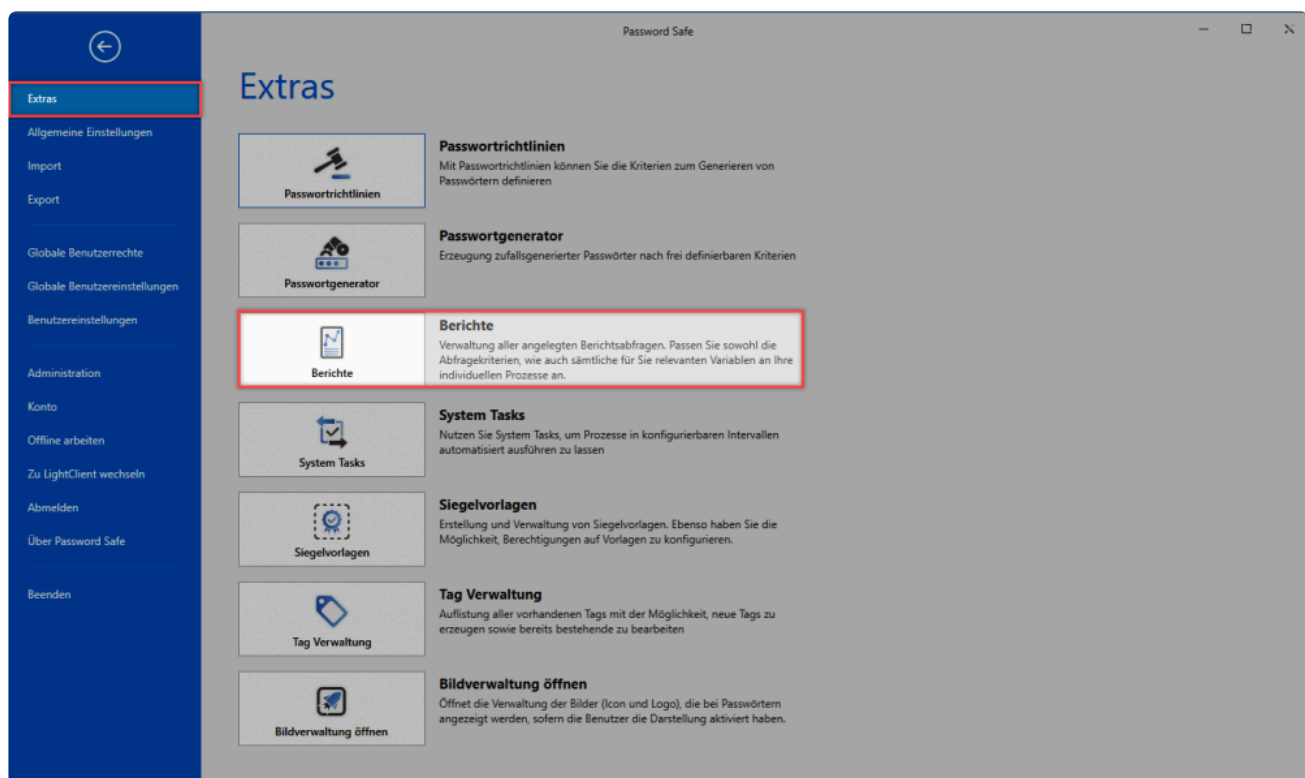 Password Safe
Extras
Allgemeine Einstellungen
Import
Export
Globale Benutzerrechte
Globale Benutzereinstellungen
Benutzereinstellungen
Administration
Konto
Offline arbeiten
Zu LightClient wechseln
Abmelden
Über Password Safe
Beenden
Extras
Passwortrichtlinien
Passwortrichtlinien
Mit Passwortrichtlinien können Sie die Kriterien zum Generieren von
Passwörtern definieren
Passwortgenerator
Passwortgenerator
Erzeugung zufallsgenerierter Passwörter nach frei definierbaren Kriterien
Berichte
Berichte
Verwaltung aller angelegten Berichtsabfragen. Passen Sie sowohl die
Abfragekriterien, wie auch sämtliche für Sie relevanten Variablen an Ihre
individuellen Prozesse an.
System Tasks
System Tasks
Nutzen Sie System Tasks, um Prozesse in konfigurierbaren Intervallen
automatisiert ausführen zu lassen
Siegelvorlagen
Siegelvorlagen
Erstellung und Verwaltung von Siegelvorlagen. Ebenso haben Sie die
Möglichkeit, Berechtigungen auf Vorlagen zu konfigurieren.
Tag Verwaltung
Tag Verwaltung
Auflistung aller vorhandenen Tags mit der Möglichkeit, neue Tags zu
erzeugen sowie bereits bestehende zu bearbeiten
Bildverwaltung öffnen
Bildverwaltung öffnen
Öffnet die Verwaltung der Bilder (Icon und Logo), die bei Passwörtern
angezeigt werden, sofern die Benutzer die Darstellung aktiviert haben.